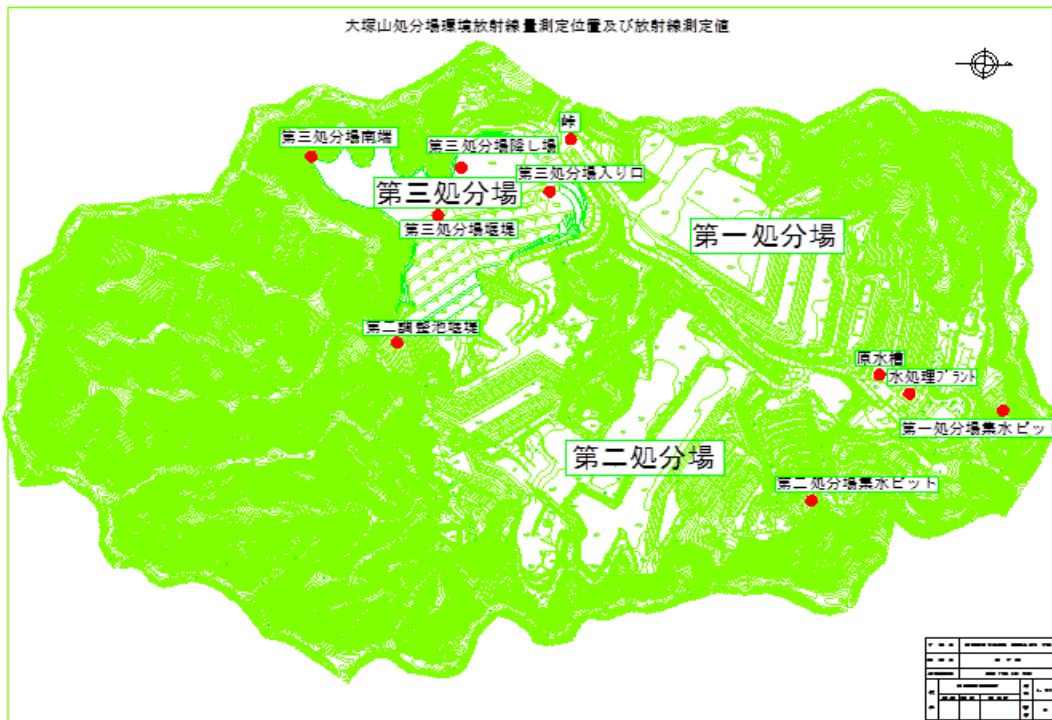 大塚山処分場環境放射線量測定位置及び放射線測定値
峠
第三処分場南端
第三処分場降し場
第三処分場入り口
第三処分場
第三処分場堰堤
第一処分場
第二調整池堰堤
原水槽
水処理プラント
第一処分場集水ピット
第二処分場
第二処分場集水ピット